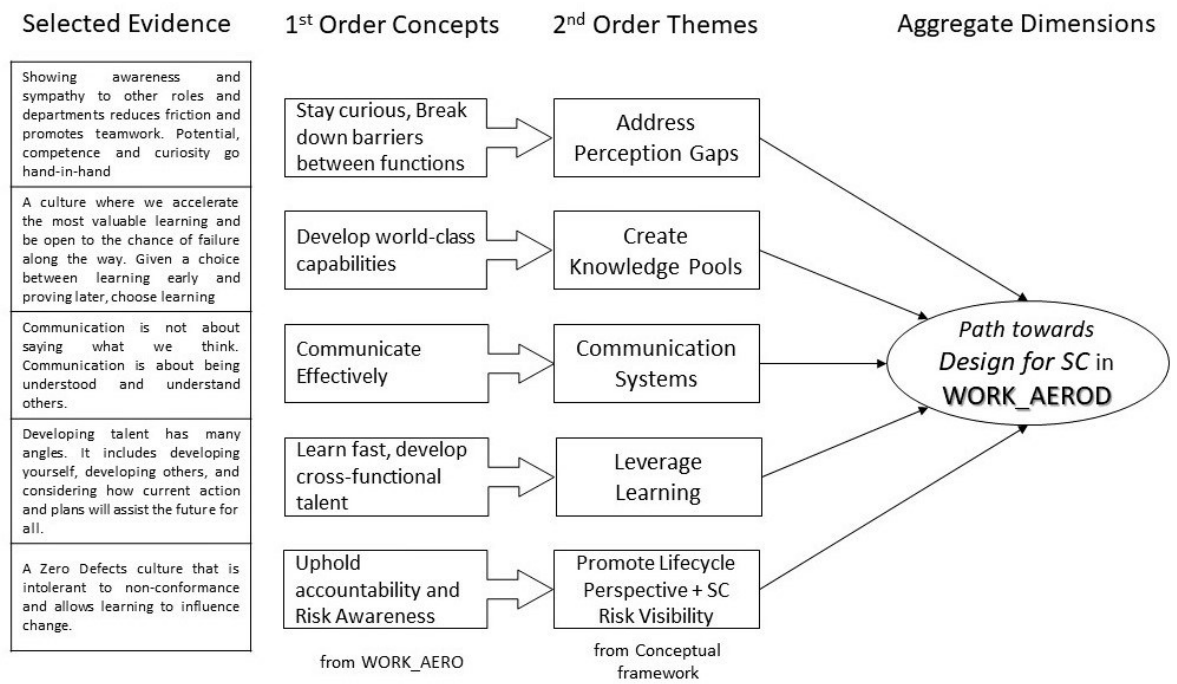 Selected Evidence
1st Order Concepts
2nd Order Themes
Aggregate Dimensions
Showing awareness and
sympathy to other roles and
departments reduces friction and
promotes teamwork. Potential,
competence and curiosity go
hand-in-hand
Stay curious, Break
down barriers
between functions
Address
Perception Gaps
A culture where we accelerate
the most valuable learning and
be open to the chance of failure
along the way. Given a choice
between learning early and
proving later, choose learning
Develop world-class
capabilities
Create
Knowledge Pools
Communication is not about
saying what we think.
Communication is about being
understood and understand
others.
Communicate
Effectively
Communication
Systems
Path towards
Design for SC in
WORK_AEROD
Developing talent has many
angles. It includes developing
yourself, developing others, and
considering how current action
and plans will assist the future for
all.
Learn fast, develop
cross-functional
talent
Leverage
Learning
A Zero Defects culture that is
intolerant to non-conformance
and allows learning to influence
change.
Uphold
accountability and
Risk Awareness
Promote Lifecycle
Perspective + SC
Risk Visibility
from WORK_AERO
from Conceptual
framework